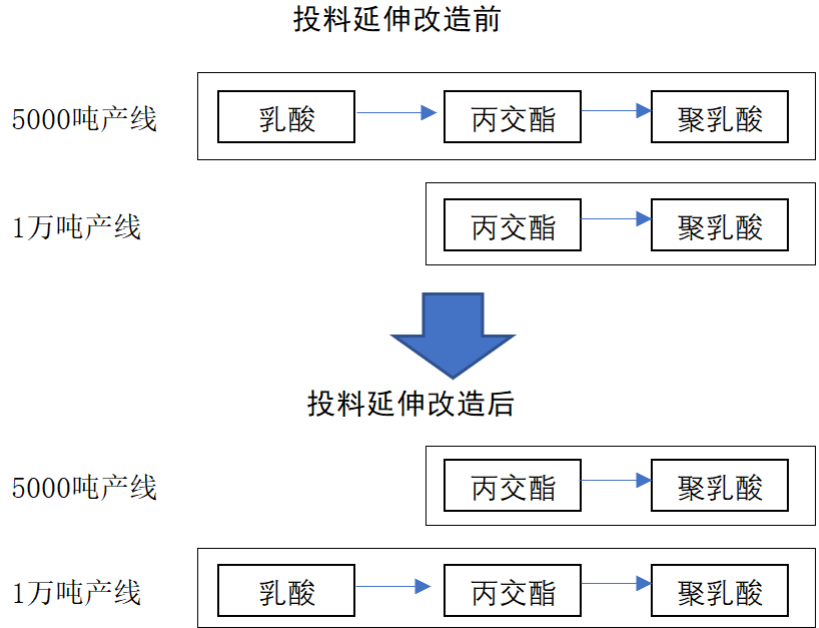 投料延伸改造前
5000吨产线 乳酸 丙交酯 聚乳酸
1万吨产线 丙交酯 聚乳酸
投料延伸改造后
5000吨产线 丙交酯 聚乳酸
1万吨产线 乳酸 丙交酯 聚乳酸